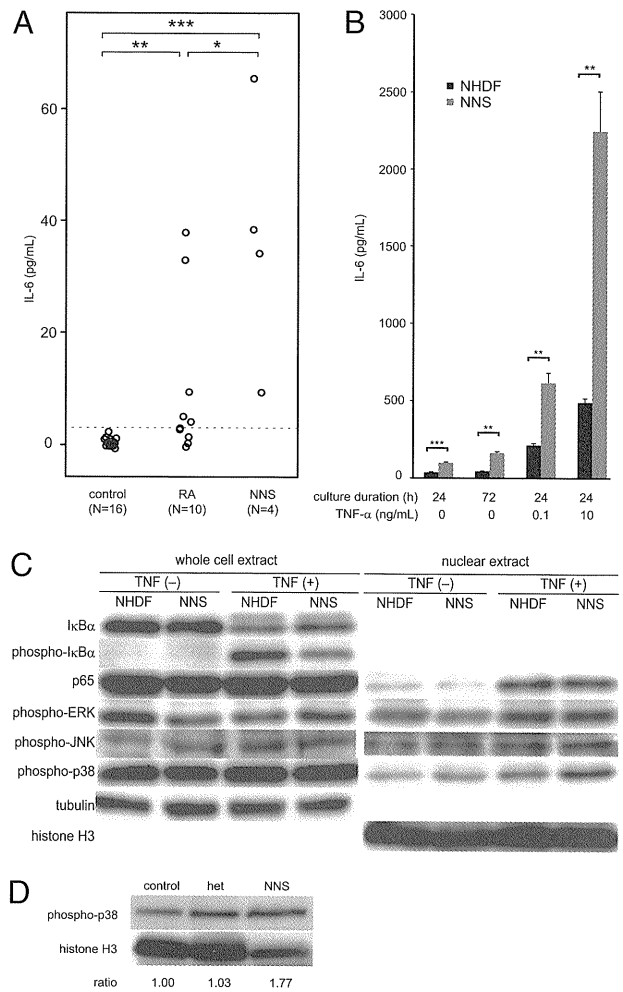 A
***
** *
60
40
20
0
IL-6 (pg/mL)
control RA NNS
(N=16) (N=10) (N=4)
B
3000
2500
2000
1500
1000
500
0
IL-6 (pg/mL)
NHDF
NNS
*** ** ** **
culture duration (h) 24 72 24 24
TNF-α (ng/mL) 0 0 0.1 10
C
whole cell extract nuclear extract
TNF (–) TNF (+) TNF (–) TNF (+)
NHDF NNS NHDF NNS NHDF NNS NHDF NNS
IκBα
phospho-IκBα
p65
phospho-ERK
phospho-JNK
phospho-p38
tubulin
histone H3
D
control het NNS
phospho-p38
histone H3
ratio 1.00 1.03 1.77